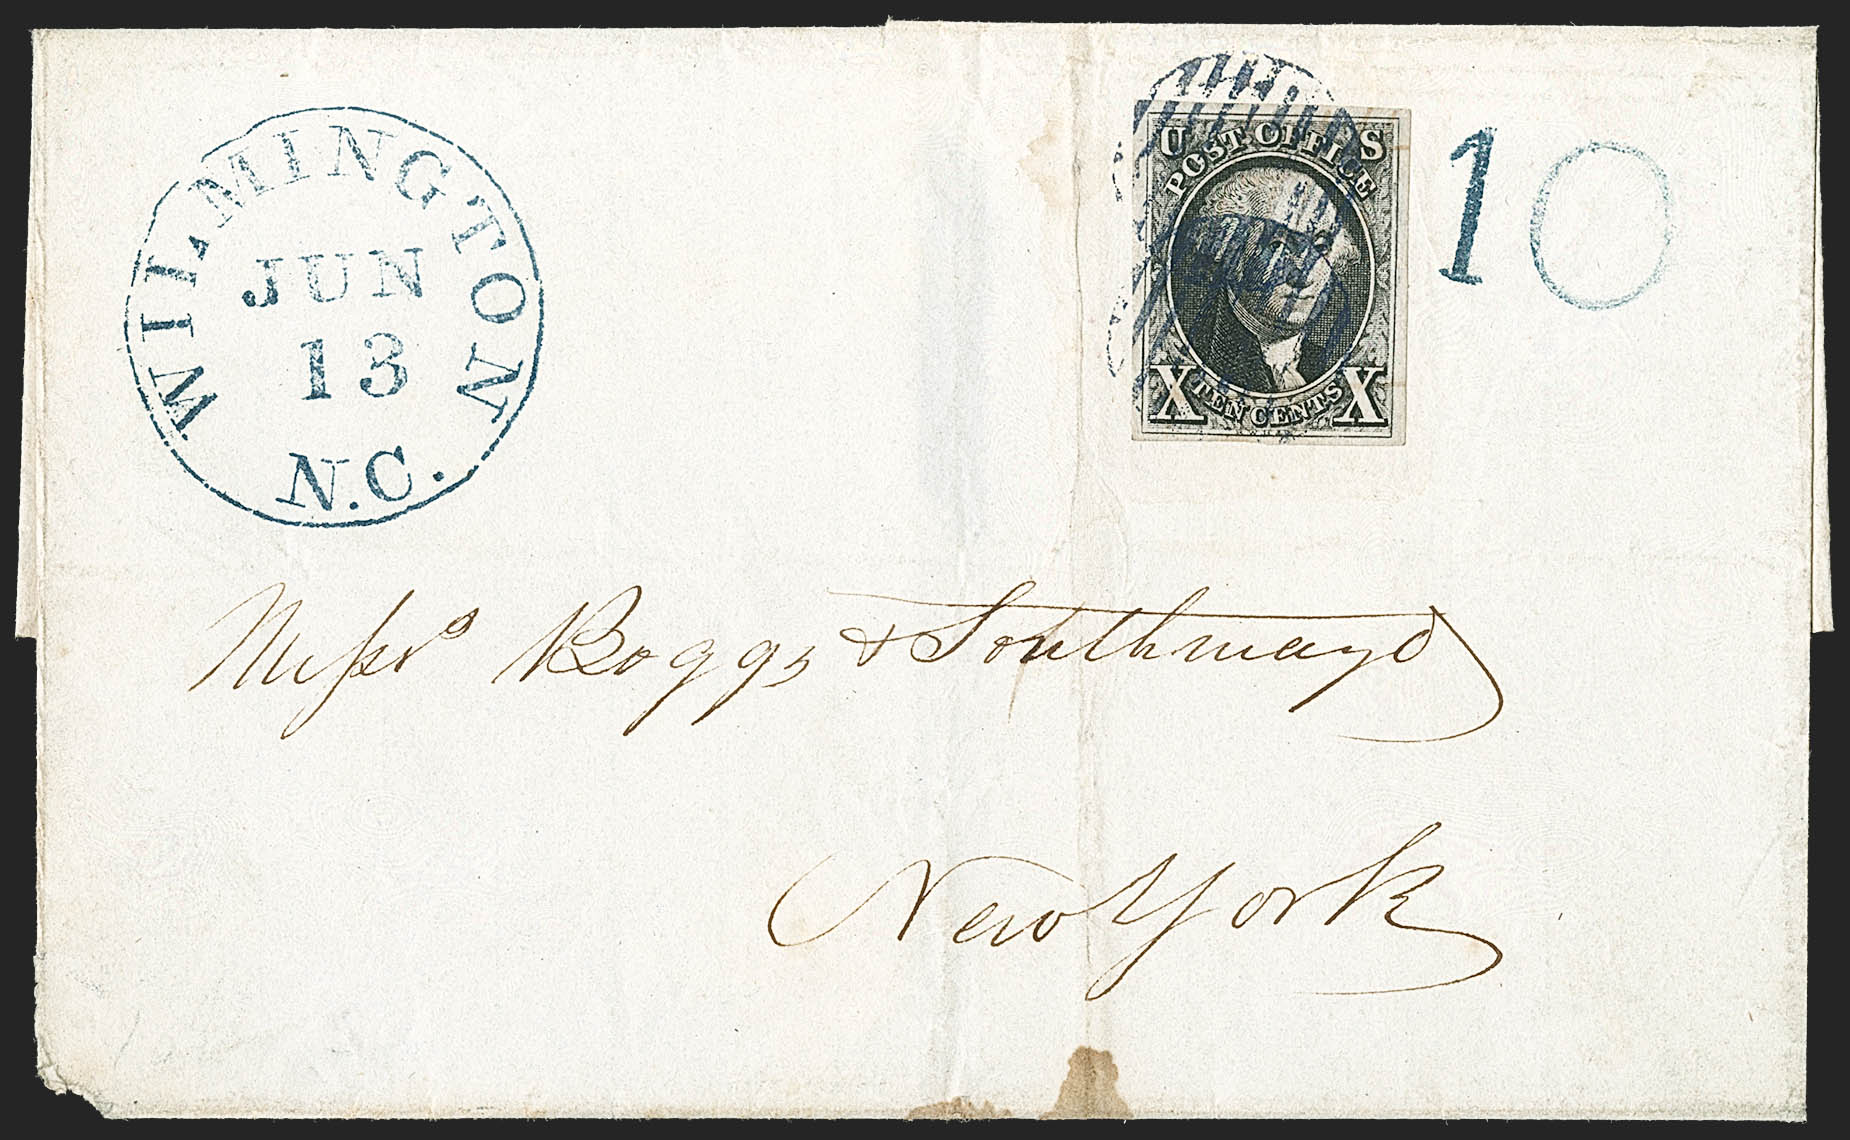 WILMINGTON
JUN
13
N.C.
U S
POST OFFICE
X TEN CENTS X
10
Messrs Boggs & Southmayd
New York